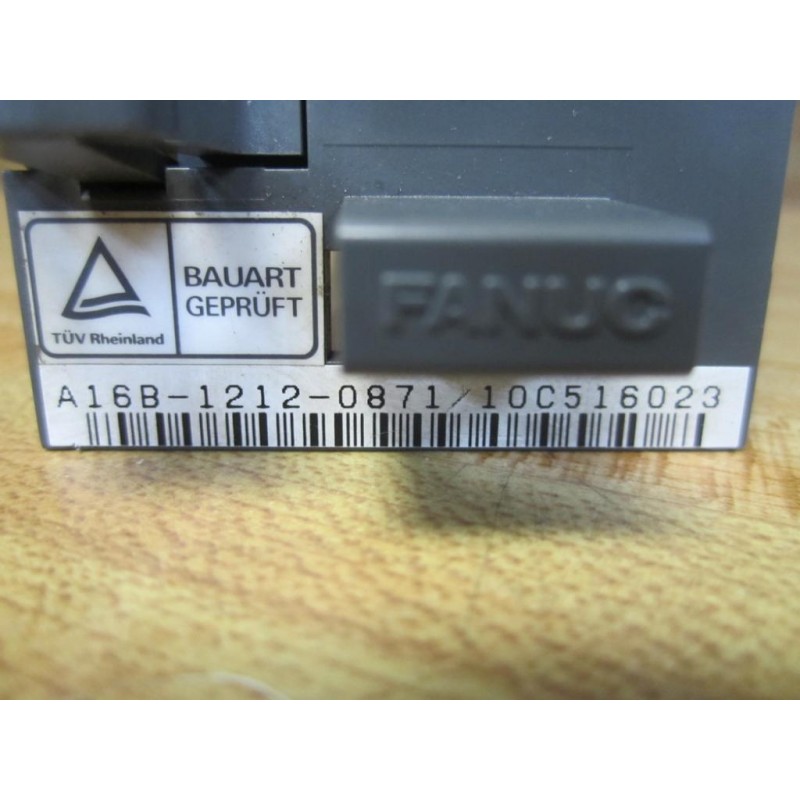 BAUART
GEPRÜFT
TÜV Rheinland
FANUC
A16B-1212-0871/10C516023